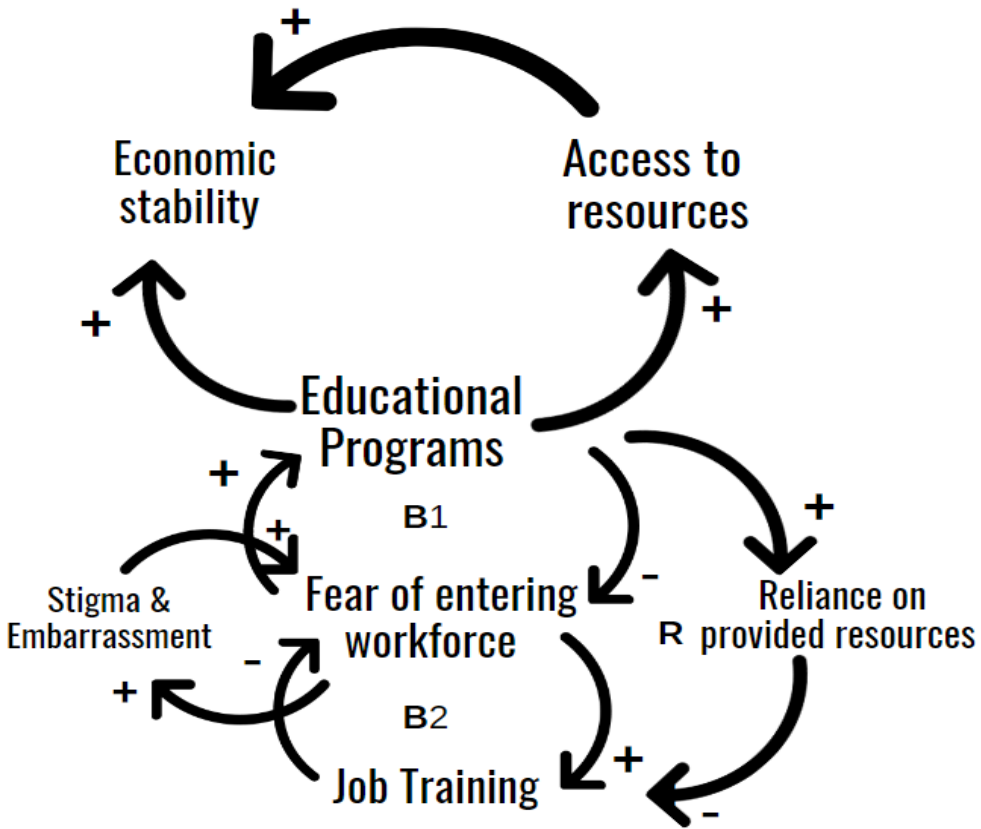 +
Economic
stability
Access to
resources
+
+
Educational
Programs
+
B1
+
+
-
Stigma &
Embarrassment
Fear of entering
workforce
Reliance on
R provided resources
-
+
B2
Job Training
+
-